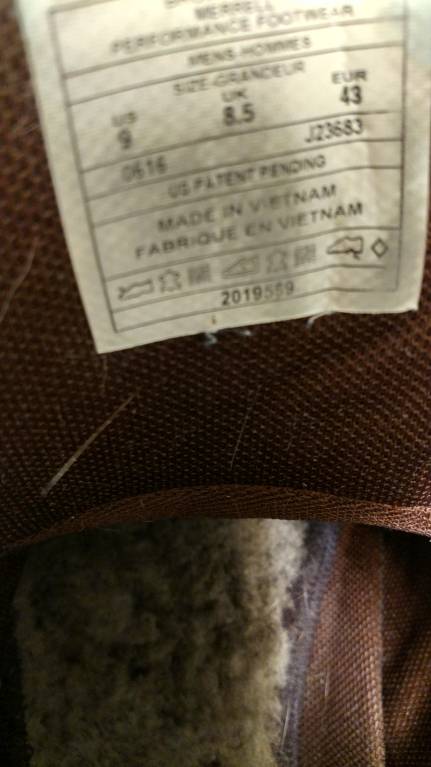 MERRELL
PERFORMANCE FOOTWEAR
MENS-HOMMES
SIZE-GRANDEUR
US UK EUR
9 8.5 43
0616 J23683
US PATENT PENDING
MADE IN VIETNAM
FABRIQUE EN VIETNAM